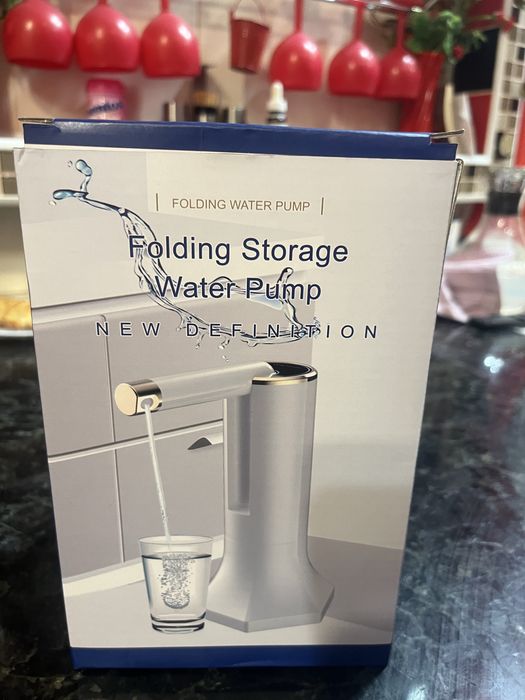 FOLDING WATER PUMP
Folding Storage
Water Pump
NEW DEFINITION